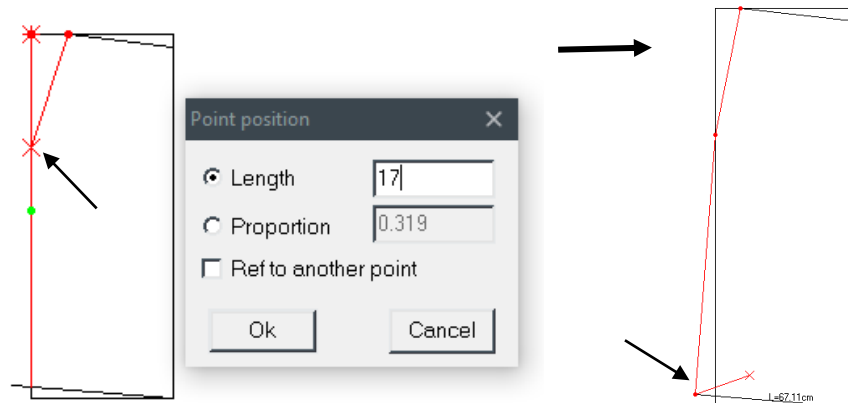 Point position
Length 17
Proportion 0.319
Ref to another point
Ok Cancel
L=67.11cm